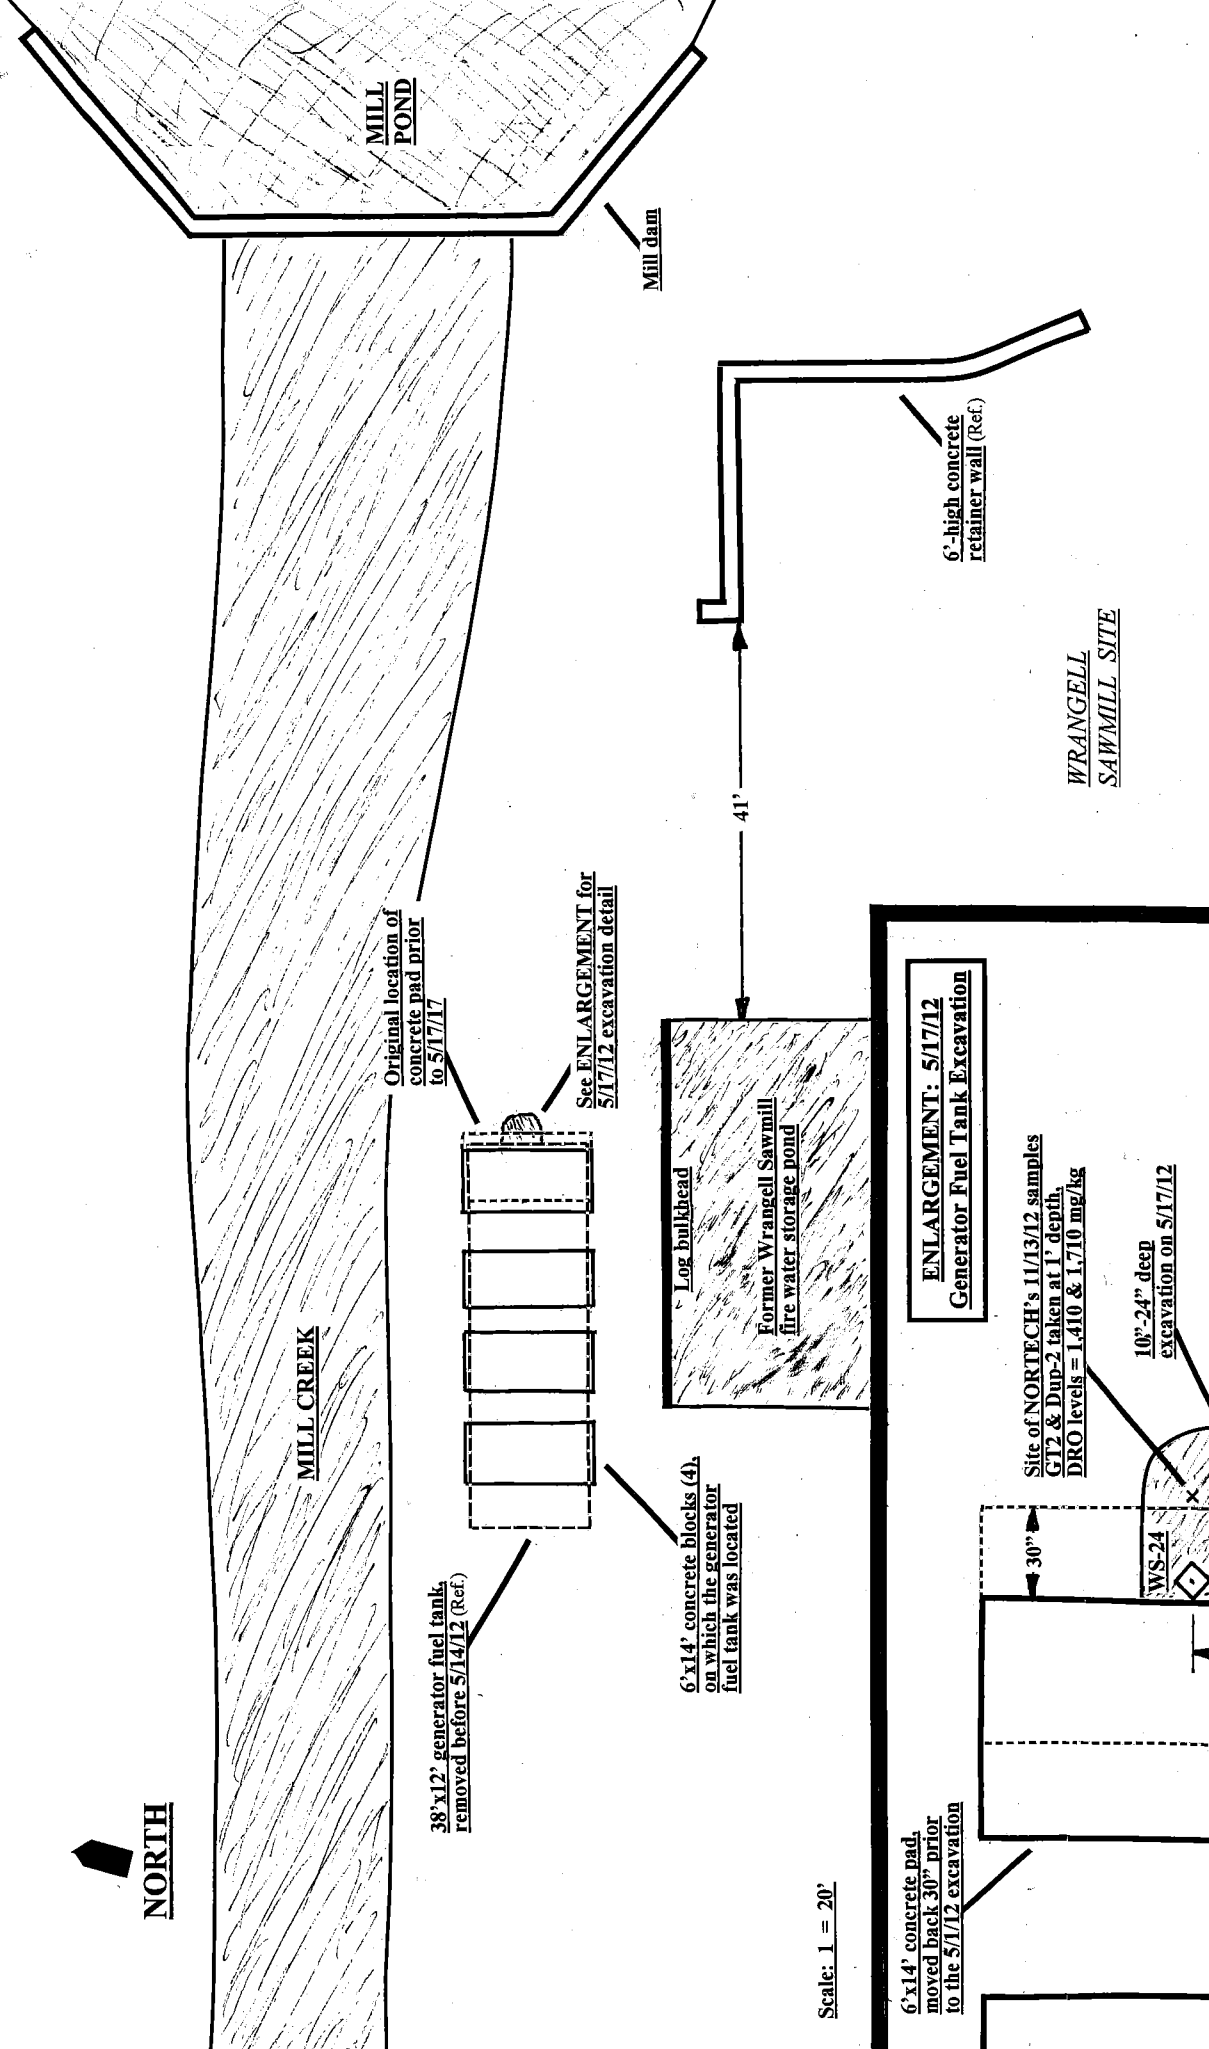 MILL
POND
Mill dam
6'-high concrete
retainer wall (Ref.)
WRANGELL
SAWMILL SITE
41'
Original location of
concrete pad prior
to 5/17/17
See ENLARGEMENT for
5/17/12 excavation detail
MILL CREEK
Log bulkhead
Former Wrangell Sawmill
fire water storage pond
38'x12' generator fuel tank,
removed before 5/14/12 (Ref.)
6'x14' concrete blocks (4),
on which the generator
fuel tank was located
NORTH
Scale: 1 = 20'
ENLARGEMENT: 5/17/12
Generator Fuel Tank Excavation
Site of NORTECH's 11/13/12 samples
GT2 & Dup-2 taken at 1' depth,
DRO levels = 1,410 & 1,710 mg/kg
10"-24" deep
excavation on 5/17/12
30"
WS-24
6'x14' concrete pad,
moved back 30" prior
to the 5/1/12 excavation